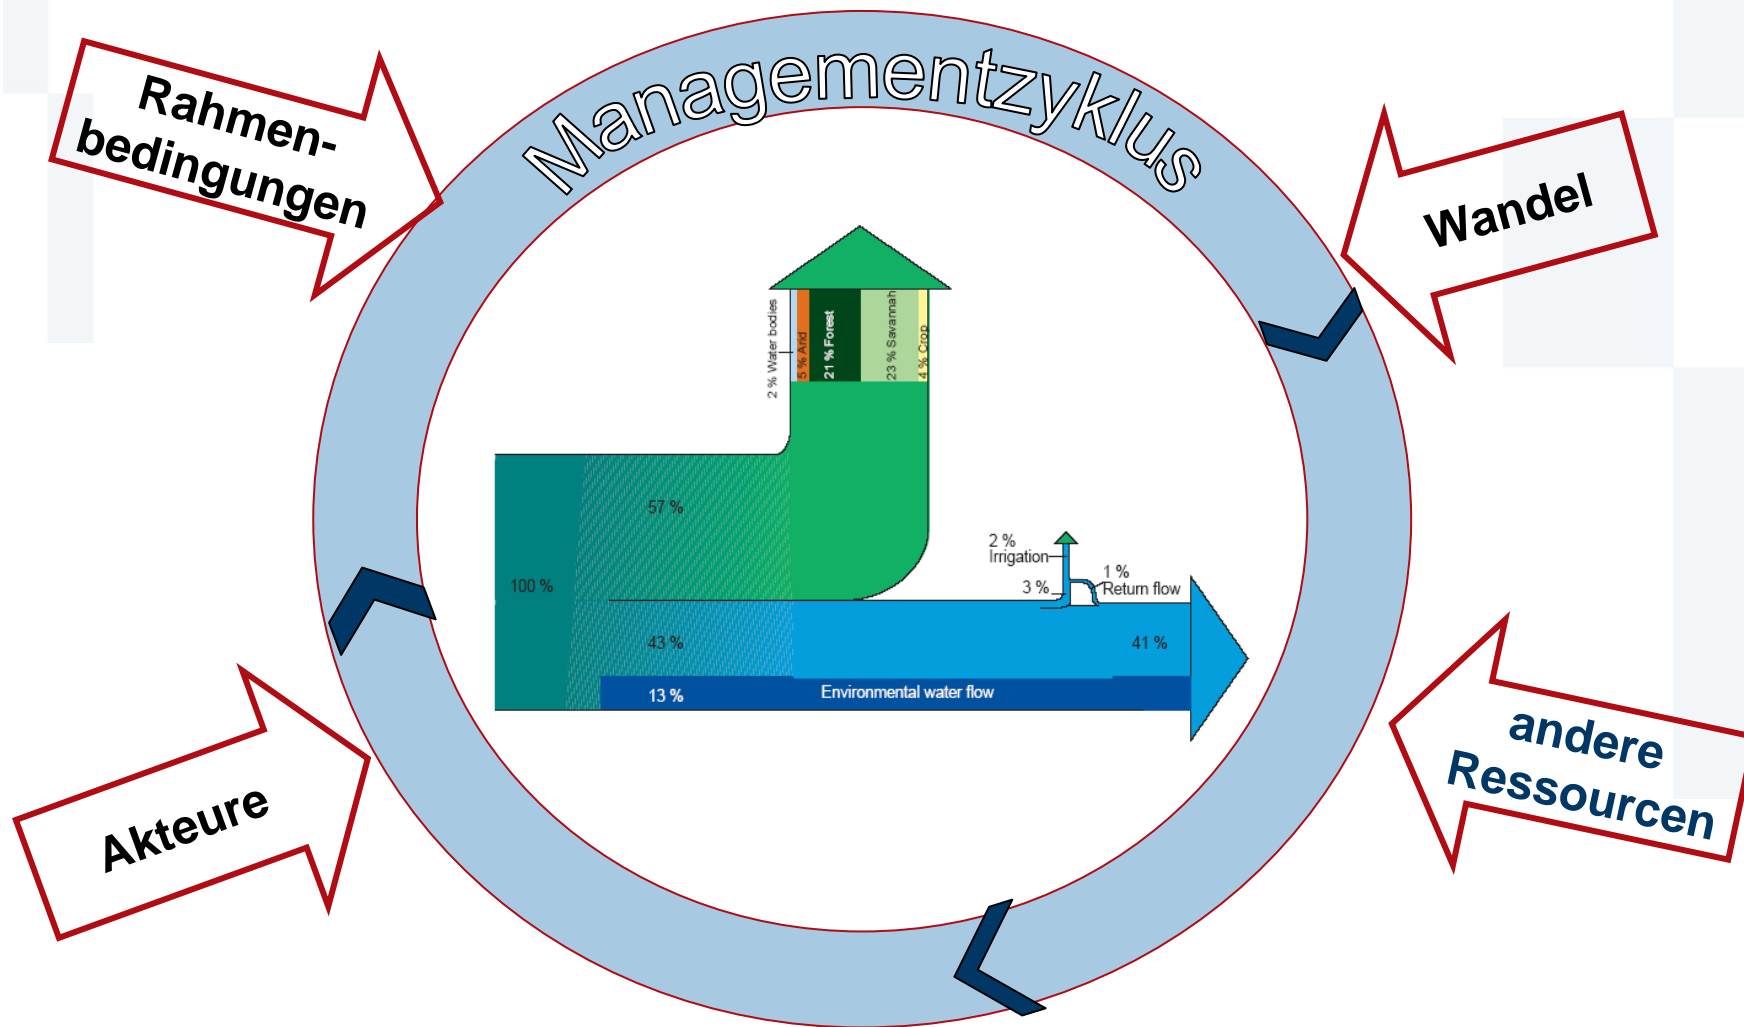 Managementzyklus
Rahmen-
bedingungen
Wandel
2 % Water bodies
5 % Arid
21 % Forest
23 % Savannah
4 % Crop
57 %
100 %
2 %
Irrigation
3 %
1 %
Return flow
43 %
41 %
13 %
Environmental water flow
Akteure
andere
Ressourcen